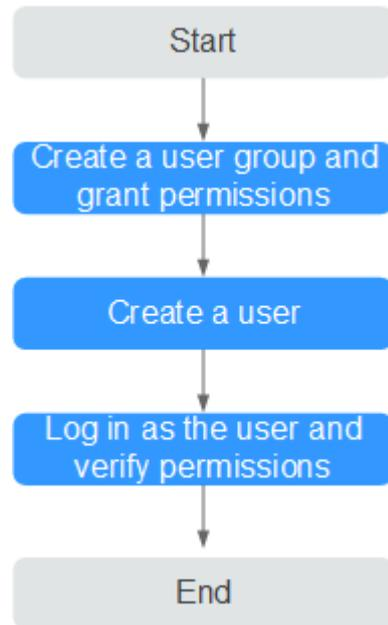 Start
Create a user group and
grant permissions
Create a user
Log in as the user and
verify permissions
End